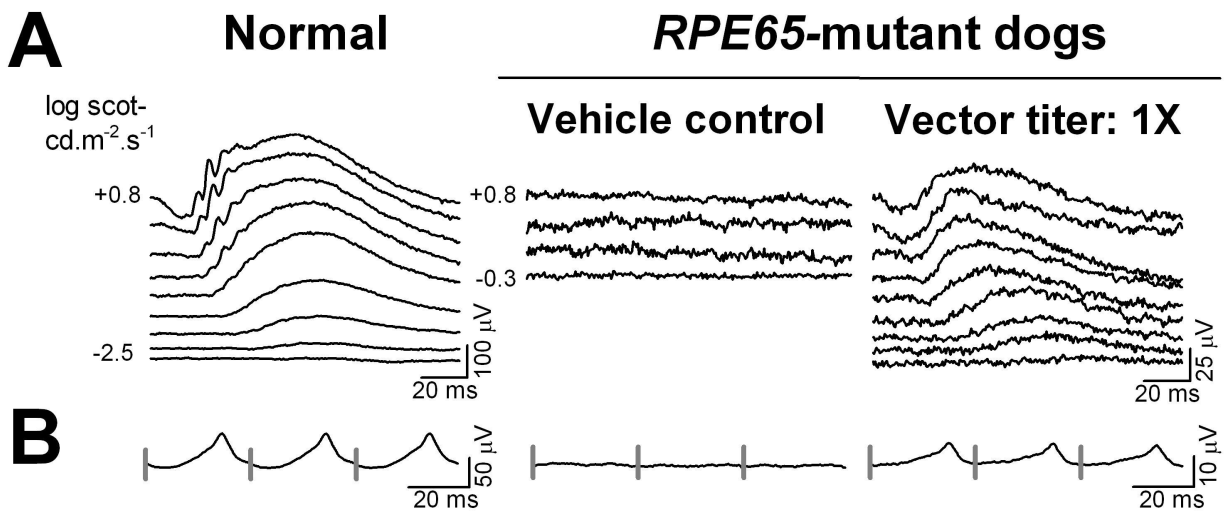 A
Normal
RPE65-mutant dogs
log scot-
cd.m-2.s-1
Vehicle control
Vector titer: 1X
+0.8
+0.8
-0.3
-2.5
100 μV
20 ms
25 μV
20 ms
B
50 μV
20 ms
10 μV
20 ms